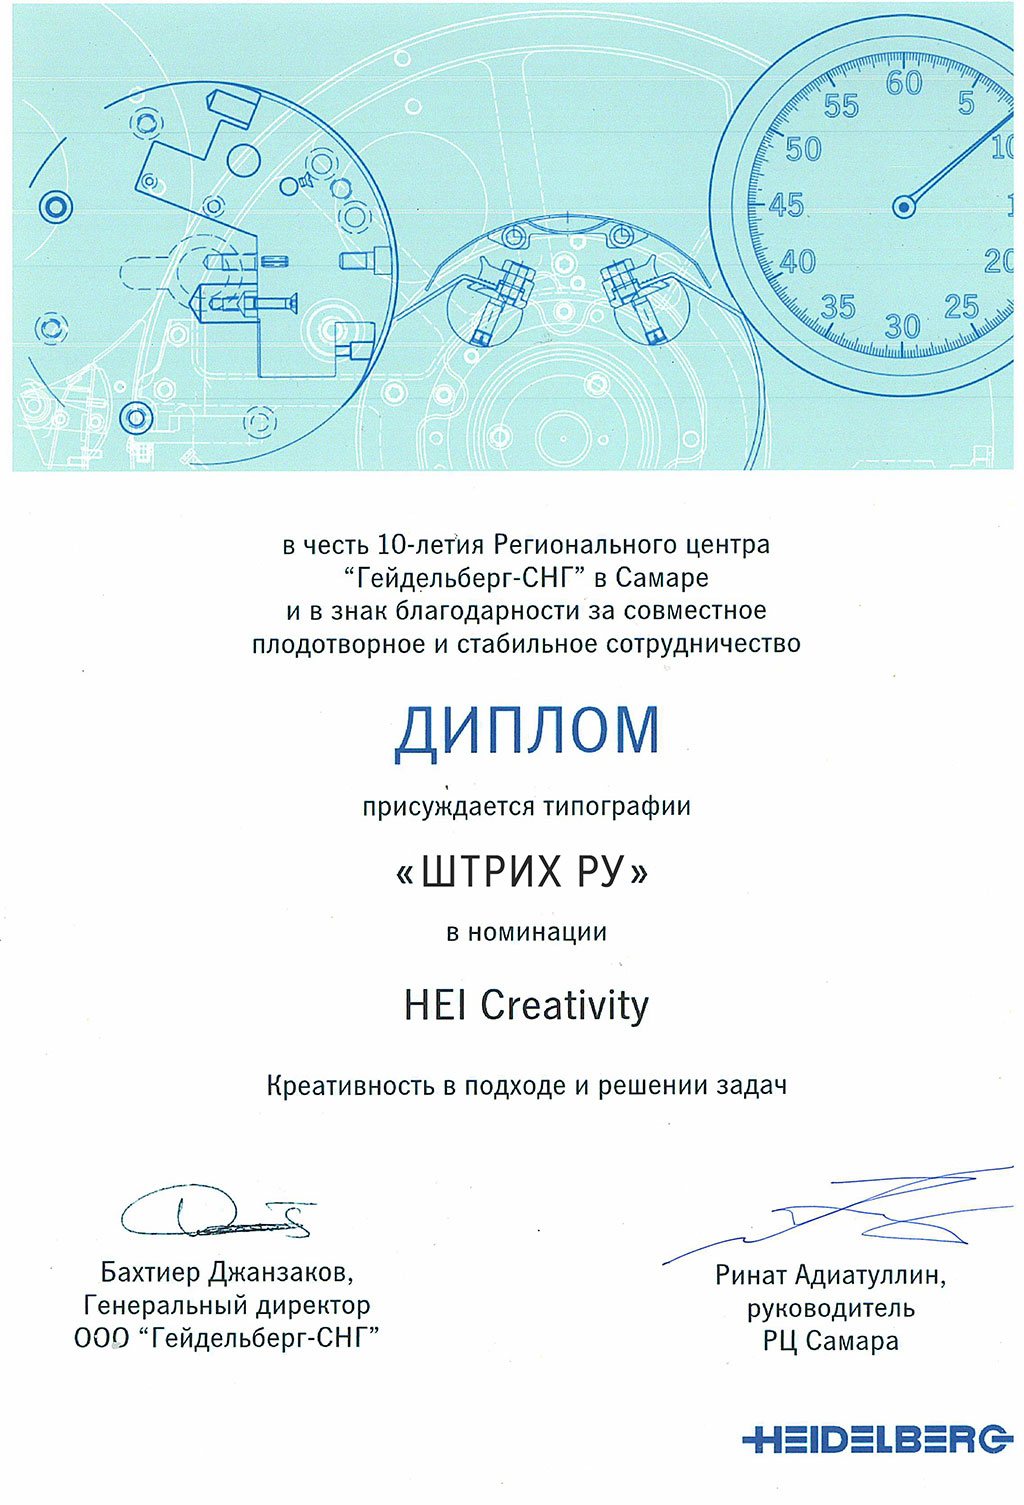 60
55
5
50
10
45
1
40
20
35
25
30
в честь 10-летия Регионального центра
“Гейдельберг-СНГ” в Самаре
и в знак благодарности за совместное
плодотворное и стабильное сотрудничество
ДИПЛОМ
присуждается типографии
«ШТРИХ РУ»
в номинации
HEI Creativity
Креативность в подходе и решении задач
Бахтиер Джанзаков,
Генеральный директор
ООО “Гейдельберг-СНГ”
Ринат Адиатуллин,
руководитель
РЦ Самара
HEIDELBERG